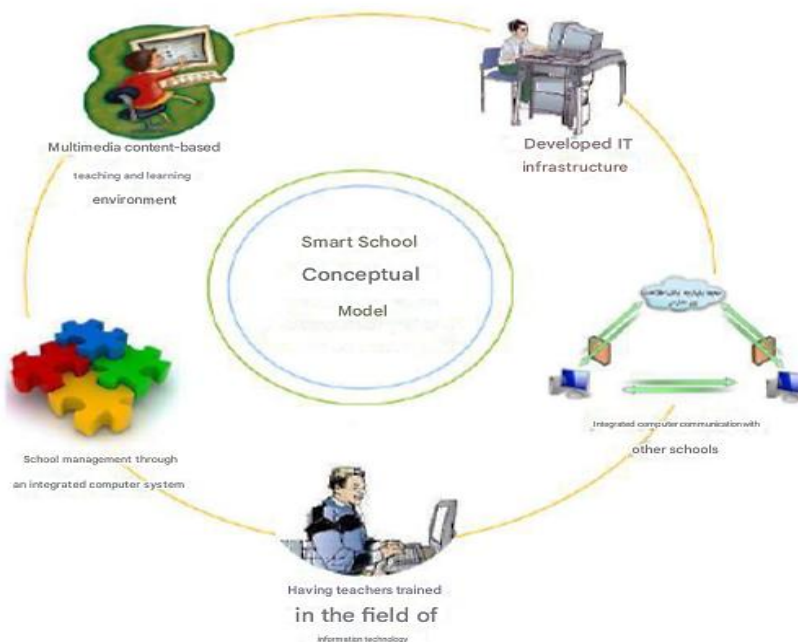 Multimedia content-based
teaching and learning
environment
Developed IT
infrastructure
Smart School
Conceptual
Model
Integrated computer communication with
other schools
School management through
an integrated computer system
Having teachers trained
in the field of
information technology